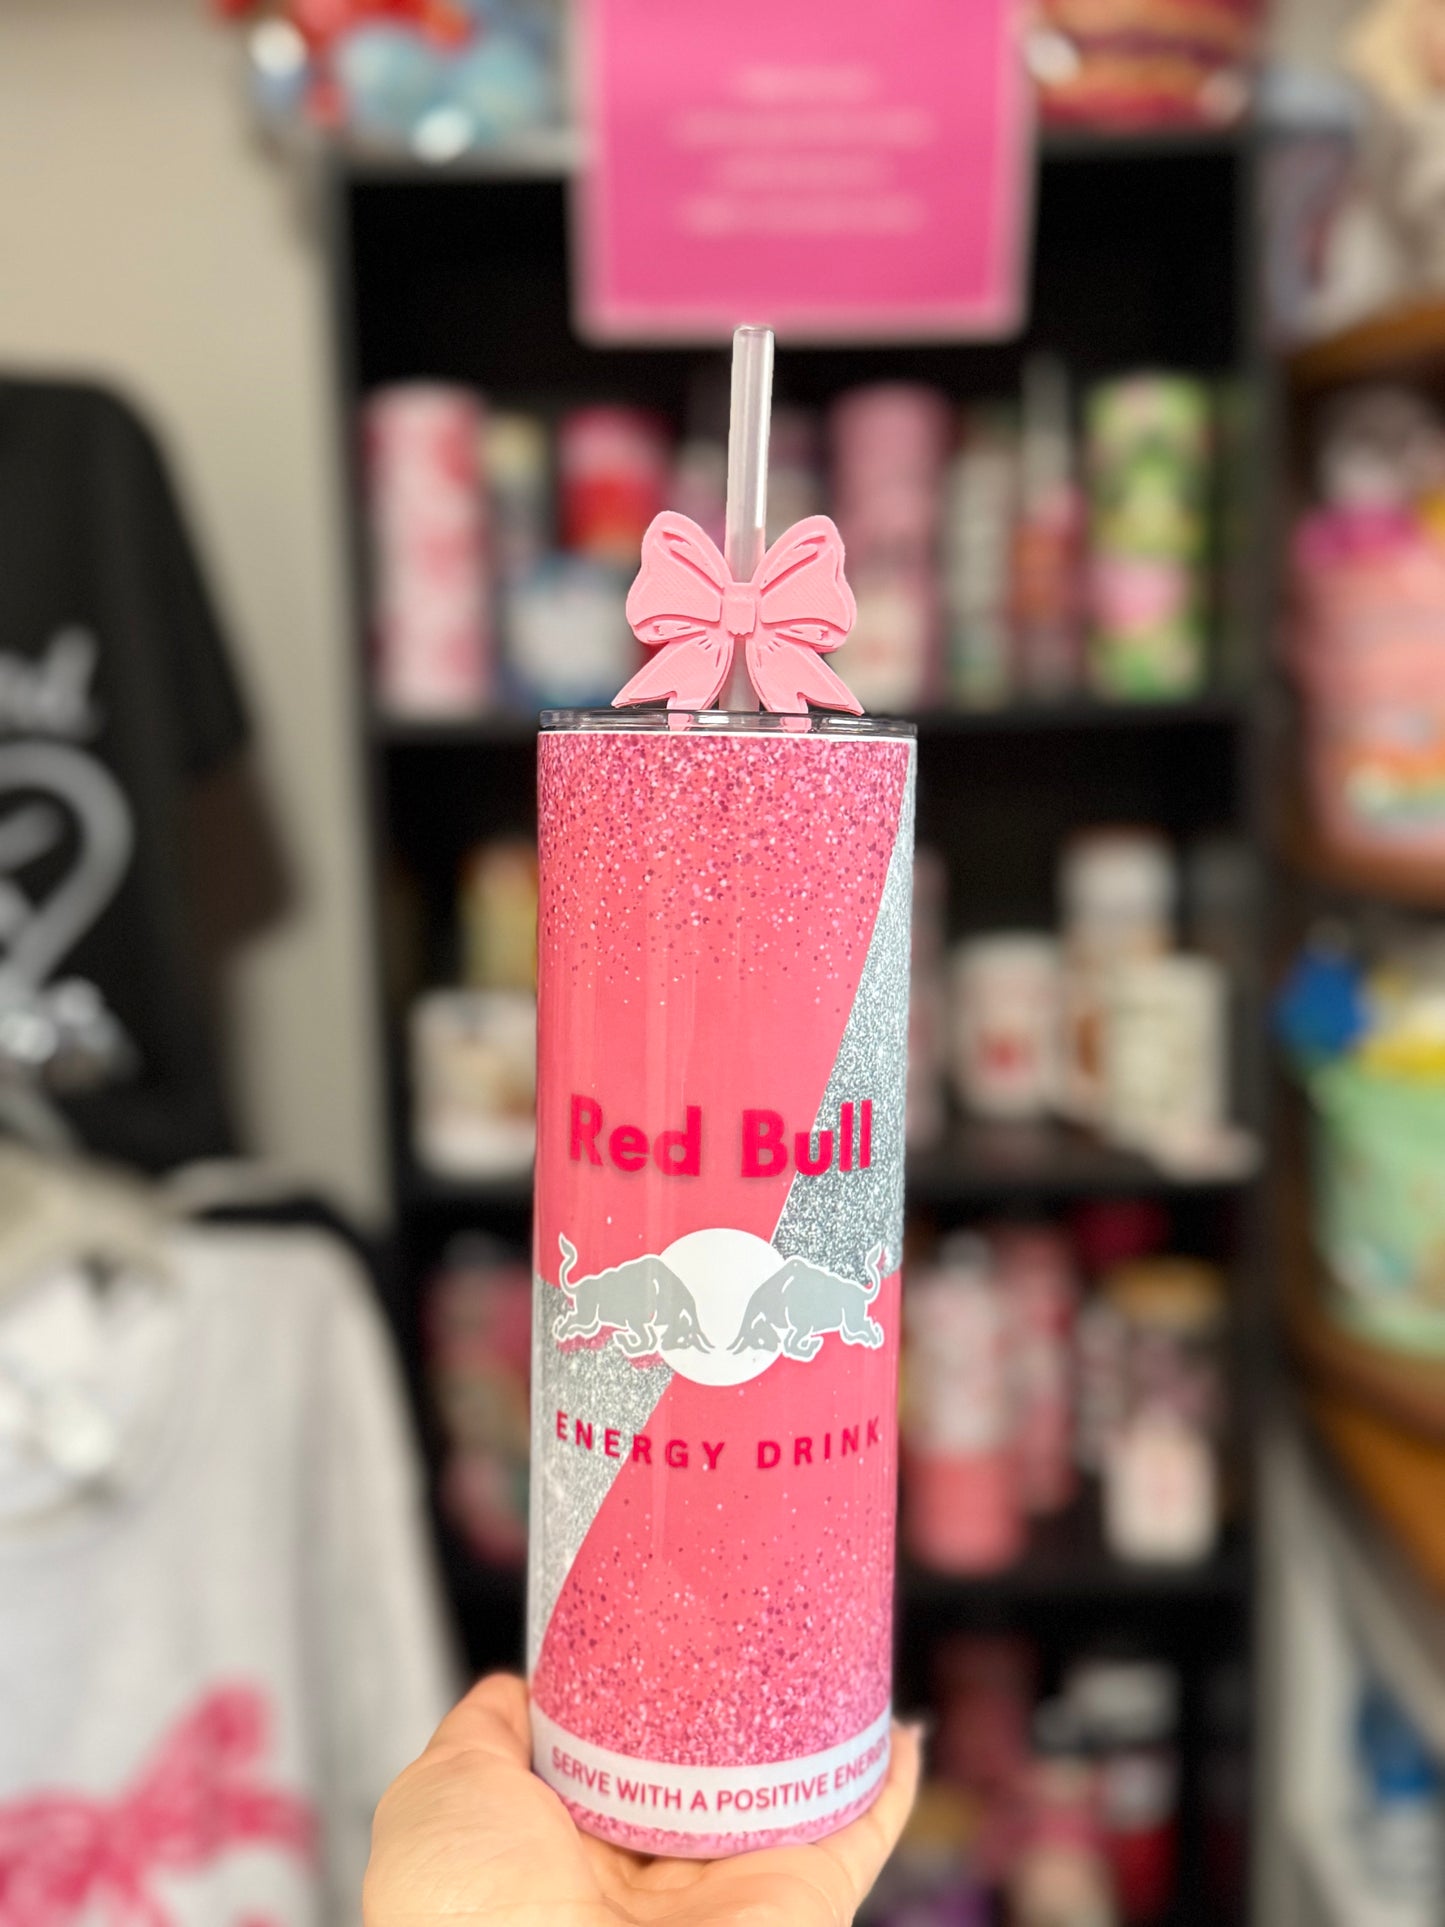 Red Bull
ENERGY DRINK
SERVE WITH A POSITIVE ENERGY